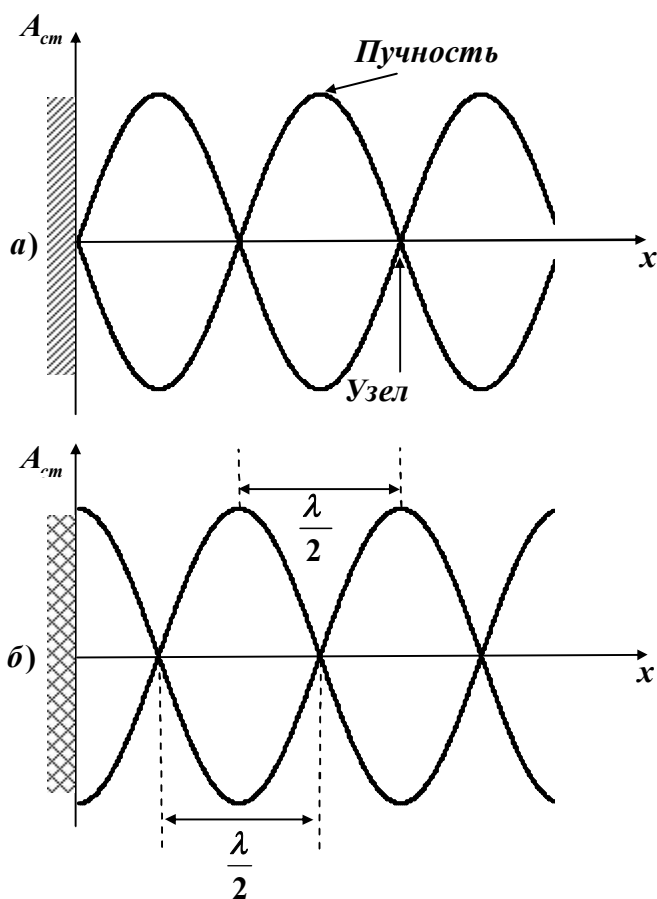 A_ст
Пучность
а)
x
Узел
A_ст
λ/2
б)
x
λ/2